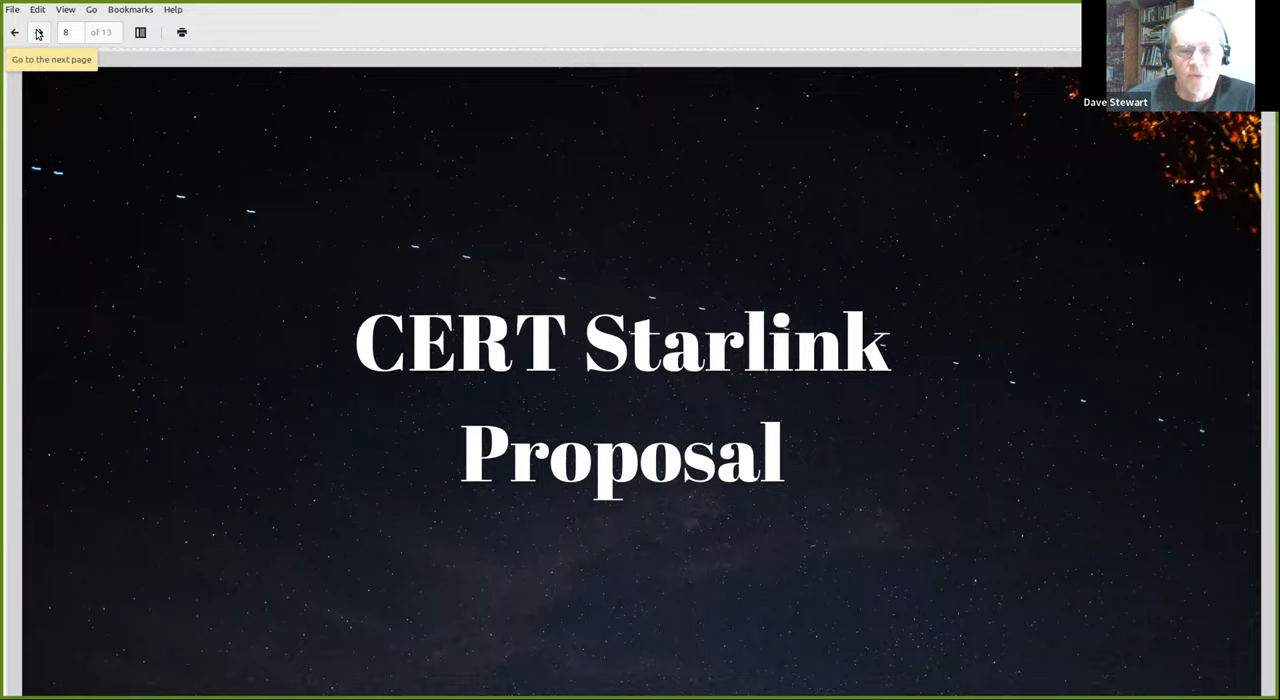 File Edit View Go Bookmarks Help
8 of 13
Go to the next page
Dave Stewart
CERT Starlink
Proposal